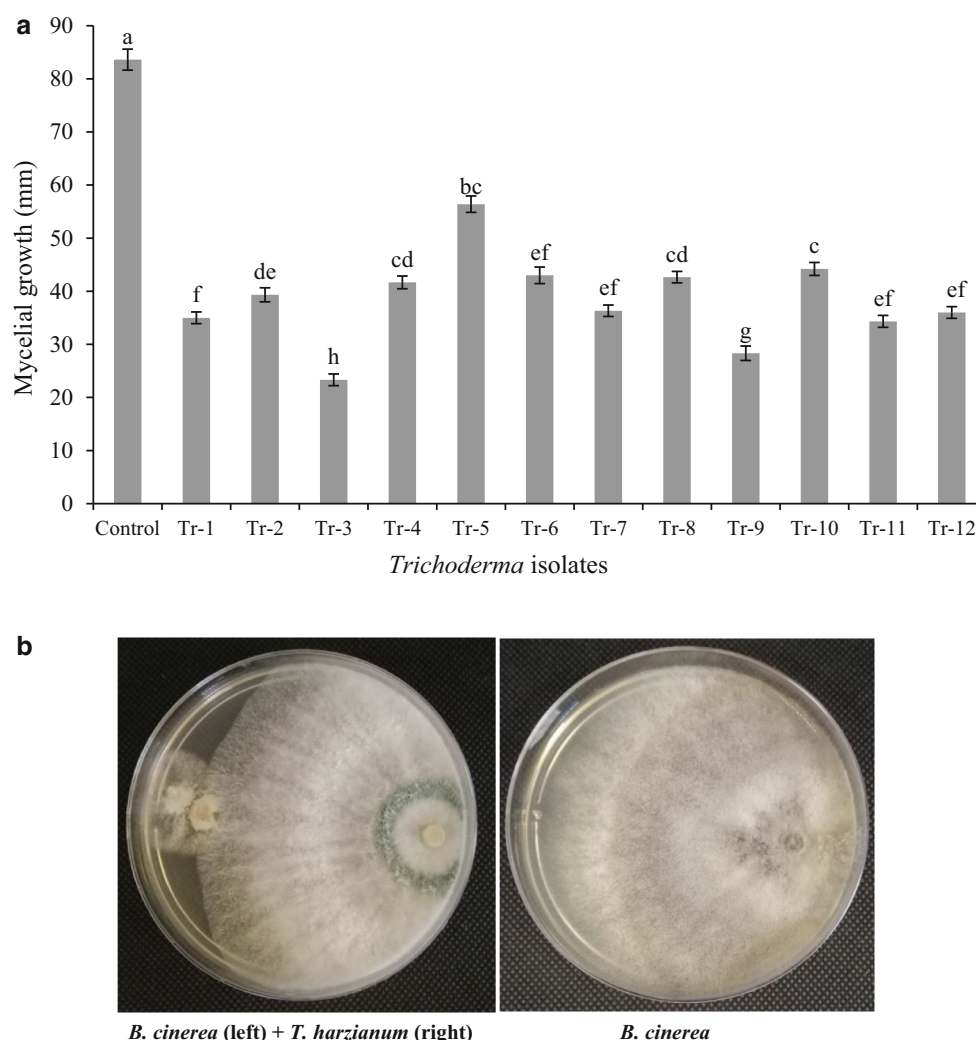 a
90
80
70
60
50
40
30
20
10
0
Mycelial growth (mm)
a
f
de
h
cd
bc
ef
ef
cd
g
c
ef
ef
Control Tr-1 Tr-2 Tr-3 Tr-4 Tr-5 Tr-6 Tr-7 Tr-8 Tr-9 Tr-10 Tr-11 Tr-12
Trichoderma isolates
b
B. cinerea (left) + T. harzianum (right)
B. cinerea